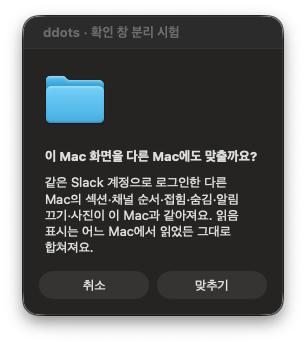 ddots · 확인 창 분리 시험
이 Mac 화면을 다른 Mac에도 맞출까요?
같은 Slack 계정으로 로그인한 다른
Mac의 섹션·채널 순서·접힘·숨김·알림
끄기·사진이 이 Mac과 같아져요. 읽음
표시는 어느 Mac에서 읽었든 그대로
합쳐져요.
취소
맞추기